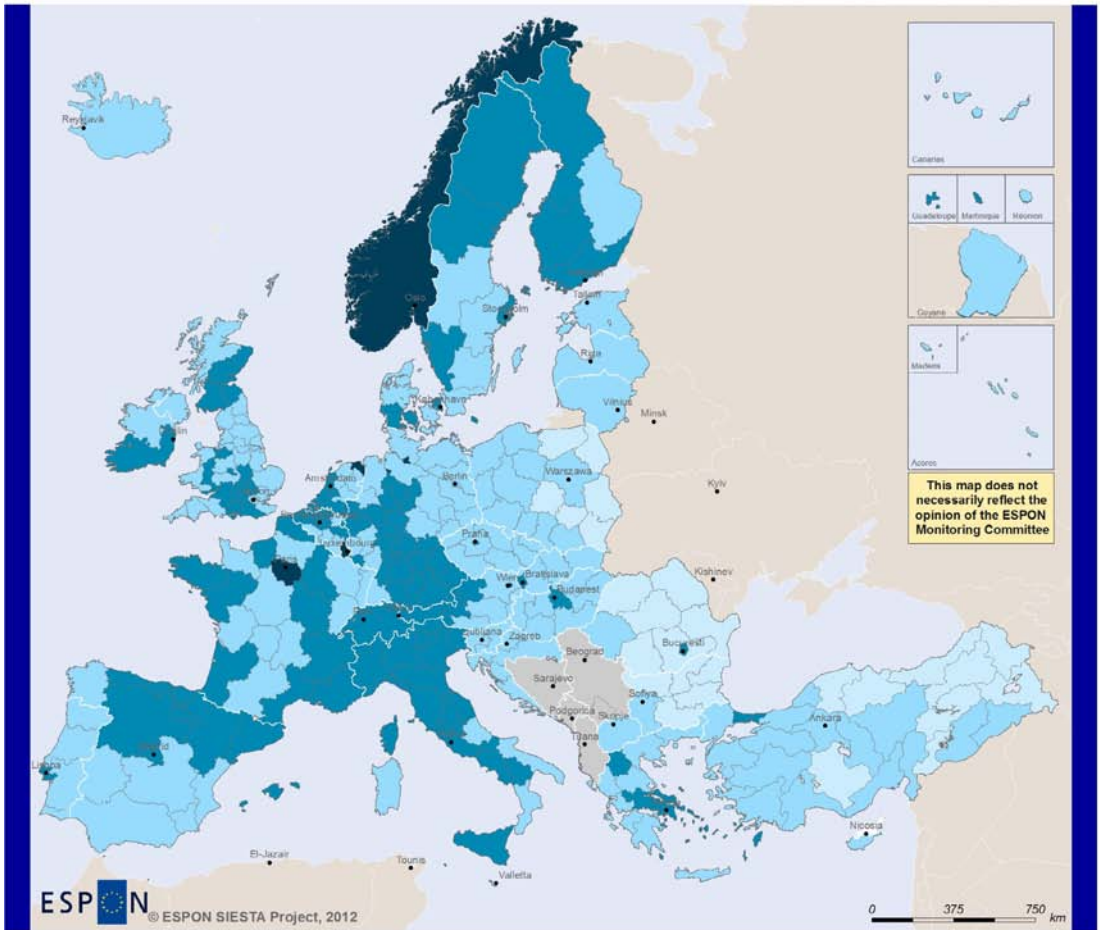 Reykjavik
Canarias
Guadeloupe
Martinique
Réunion
Guyane
Madeira
Acores
This map does not
necessarily reflect the
opinion of the ESPON
Monitoring Committee
Oslo
Stockholm
Tallinn
Riga
Vilnius
Minsk
København
Amsterdam
Berlin
Warszawa
Kyiv
Praha
Luxembourg
Kishinev
Wien
Bratislava
Budapest
Ljubljana
Zagreb
Bucuresti
Beograd
Sarajevo
Sofiya
Podgorica
Skopje
Ankara
Tirana
Madrid
Lisboa
Nicosia
El-Jazair
Tounis
Valletta
ESPON
© ESPON SIESTA Project, 2012
0 375 750
km